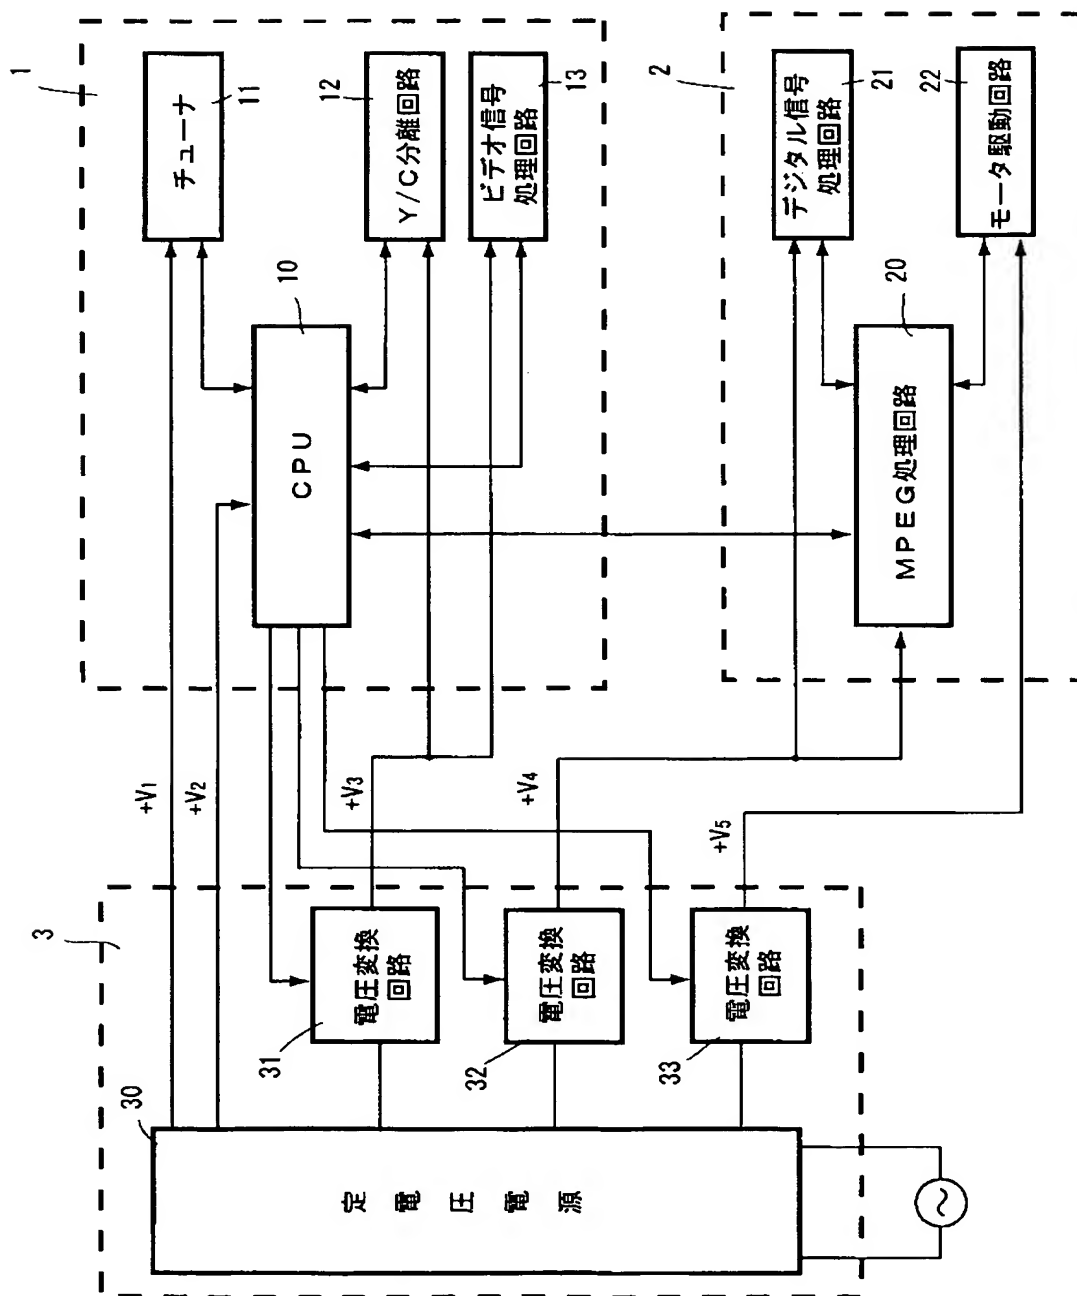 1
チューナ
11
Y/C分離回路
12
ビデオ信号
処理回路
13
CPU
10
2
デジタル信号
処理回路
21
モータ駆動回路
22
MPEG処理回路
20
+V1
+V2
+V3
+V4
+V5
3
30
定電圧電源
電圧変換
回路
31
電圧変換
回路
32
電圧変換
回路
33